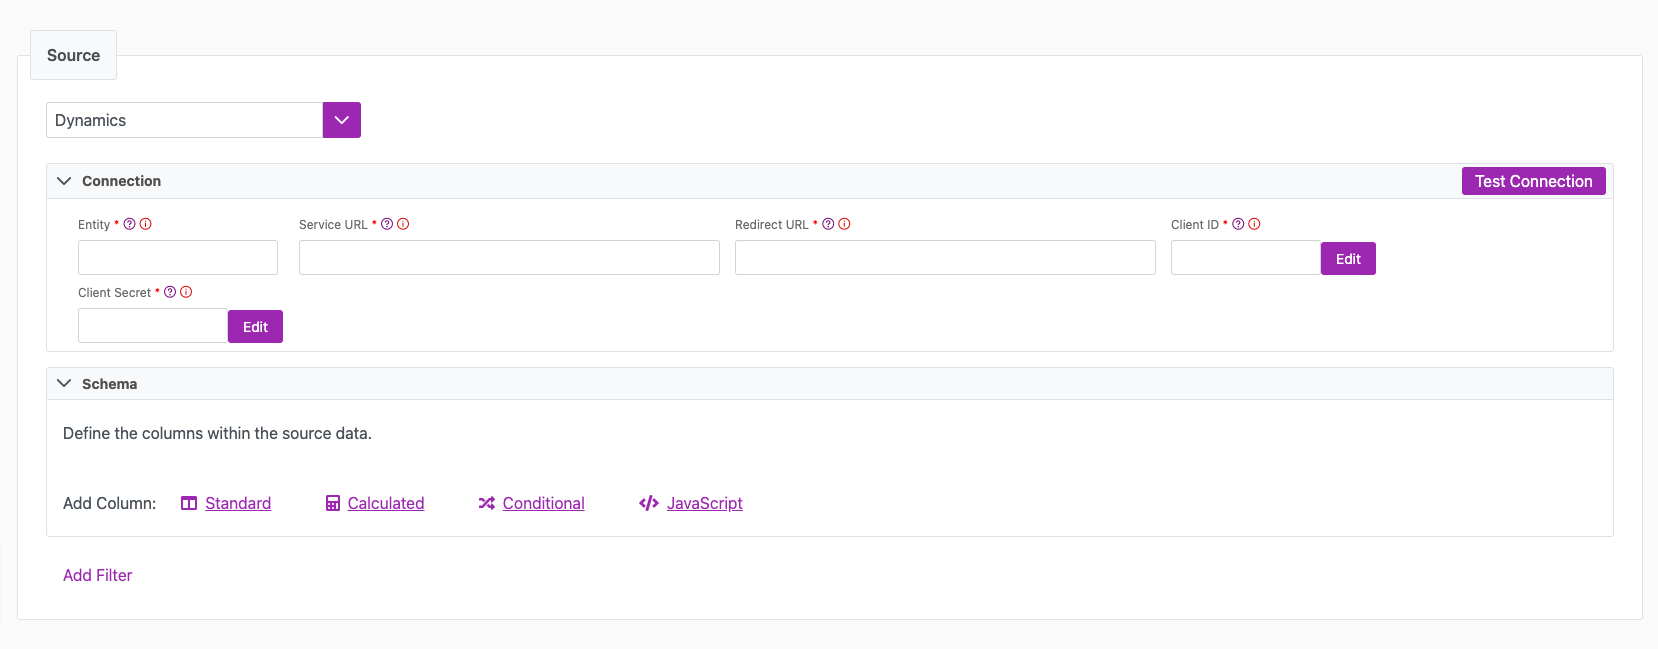 Source
Dynamics
Connection
Test Connection
Entity *
Service URL *
Redirect URL *
Client ID *
Edit
Client Secret *
Edit
Schema
Define the columns within the source data.
Add Column: Standard Calculated Conditional JavaScript
Add Filter